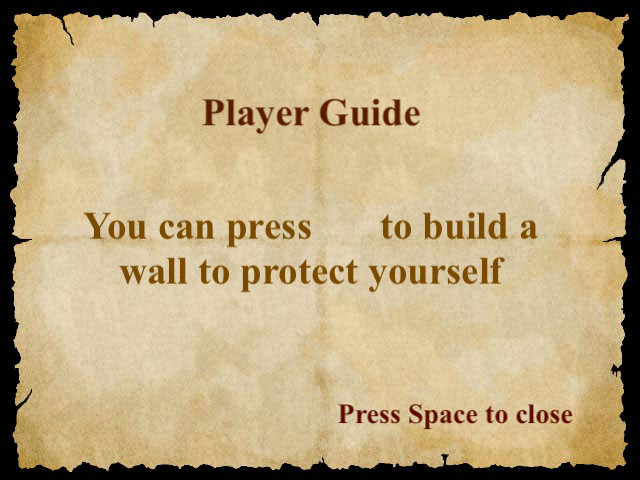 Player Guide
You can press to build a
wall to protect yourself
Press Space to close